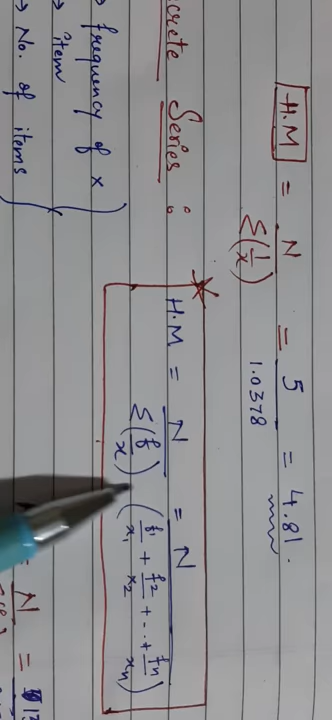 H.M = N / Σ(1/x) = 5 / 1.0378 = 4.81.
crete Series :
H.M = N / Σ(f/x) = N / (f1/x1 + f2/x2 + ... + fn/xn)
> frequency of x
> item
> No. of items
N =